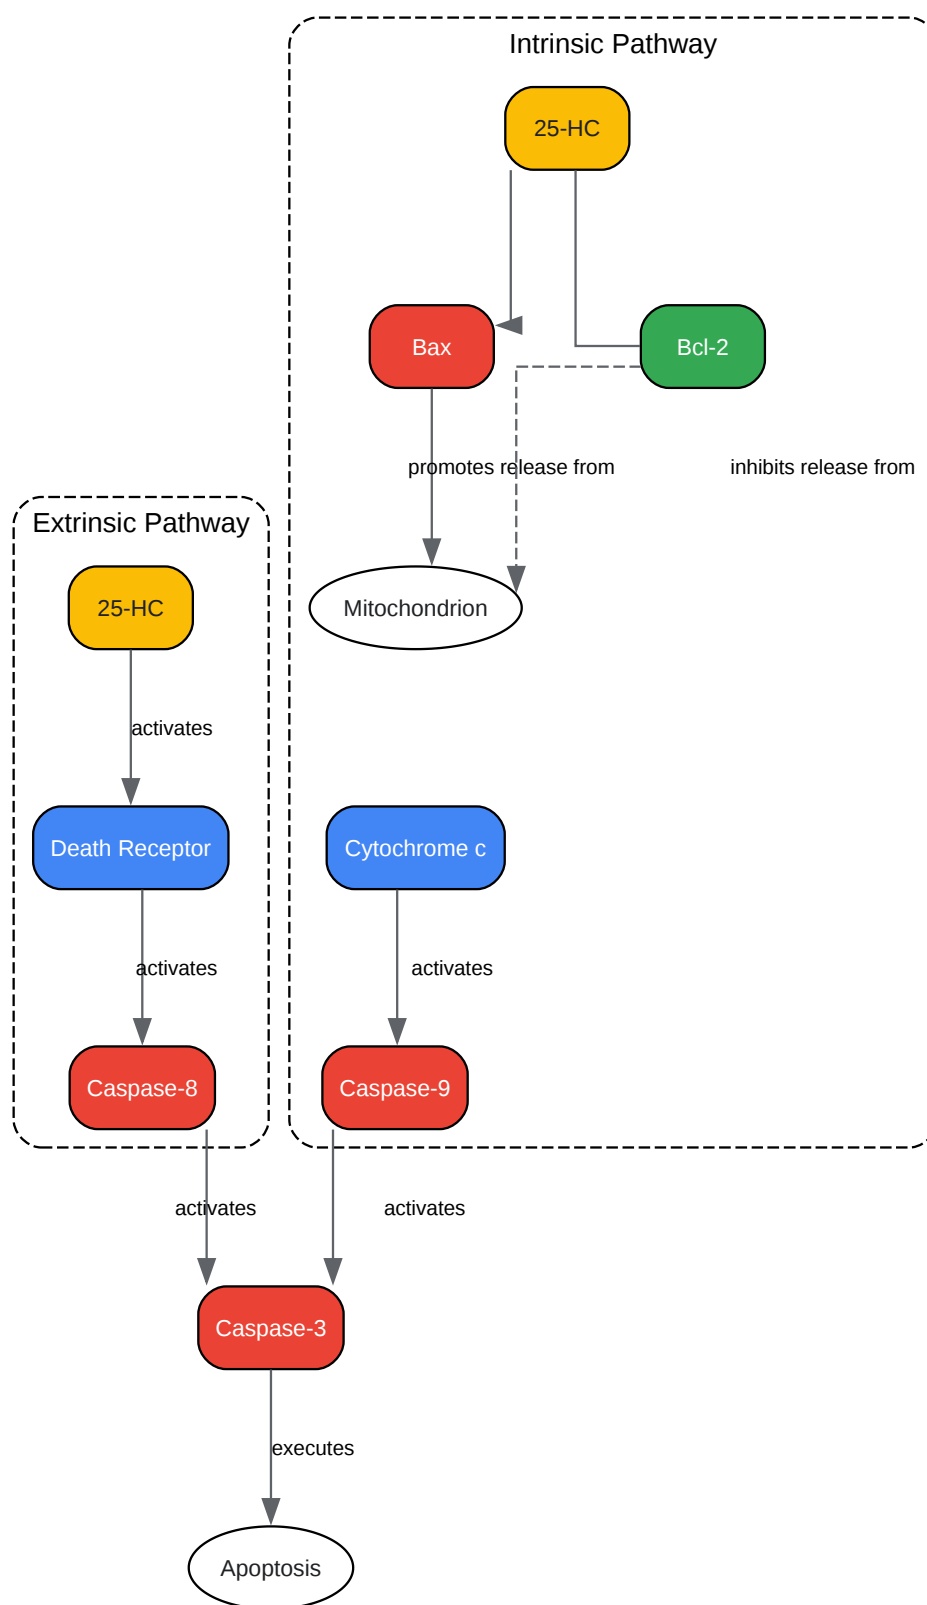 Intrinsic Pathway
25-HC
Bax
Bcl-2
promotes release from
inhibits release from
Extrinsic Pathway
25-HC
Mitochondrion
activates
Death Receptor
Cytochrome c
activates
activates
Caspase-8
Caspase-9
activates
activates
Caspase-3
executes
Apoptosis